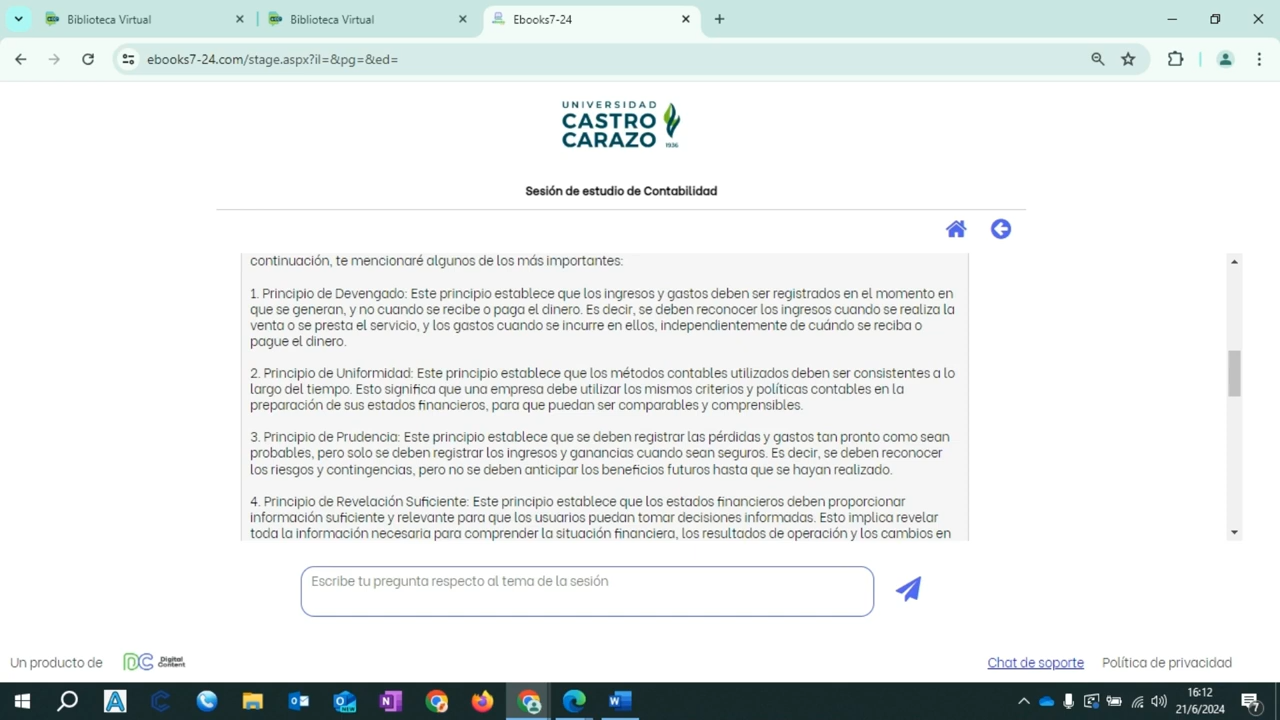 Biblioteca Virtual
Biblioteca Virtual
Ebooks7-24
ebooks7-24.com/stage.aspx?il=&pg=&ed=
UNIVERSIDAD
CASTRO
CARAZO
1936
Sesión de estudio de Contabilidad
continuación, te mencionaré algunos de los más importantes:
1. Principio de Devengado: Este principio establece que los ingresos y gastos deben ser registrados en el momento en
que se generan, y no cuando se recibe o paga el dinero. Es decir, se deben reconocer los ingresos cuando se realiza la
venta o se presta el servicio, y los gastos cuando se incurre en ellos, independientemente de cuándo se reciba o
pague el dinero.
2. Principio de Uniformidad: Este principio establece que los métodos contables utilizados deben ser consistentes a lo
largo del tiempo. Esto significa que una empresa debe utilizar los mismos criterios y políticas contables en la
preparación de sus estados financieros, para que puedan ser comparables y comprensibles.
3. Principio de Prudencia: Este principio establece que se deben registrar las pérdidas y gastos tan pronto como sean
probables, pero solo se deben registrar los ingresos y ganancias cuando sean seguros. Es decir, se deben reconocer
los riesgos y contingencias, pero no se deben anticipar los beneficios futuros hasta que se hayan realizado.
4. Principio de Revelación Suficiente: Este principio establece que los estados financieros deben proporcionar
información suficiente y relevante para que los usuarios puedan tomar decisiones informadas. Esto implica revelar
toda la información necesaria para comprender la situación financiera, los resultados de operación y los cambios en
Escribe tu pregunta respecto al tema de la sesión
Un producto de DC Digital Content
Chat de soporte Política de privacidad
16:12
21/6/2024
7